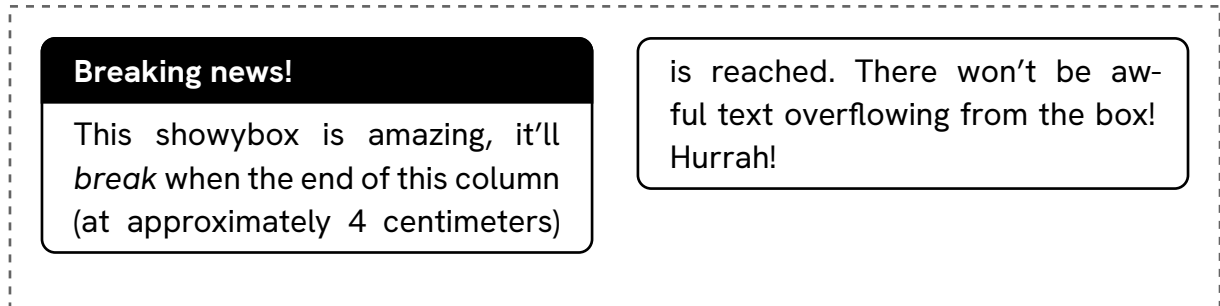 Breaking news!
This showybox is amazing, it’ll
break when the end of this column
(at approximately 4 centimeters)
is reached. There won’t be aw-
ful text overflowing from the box!
Hurrah!